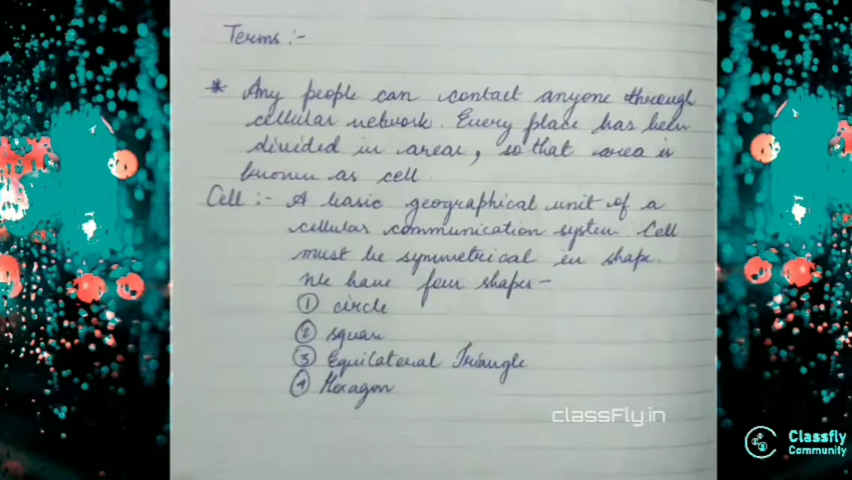 Terms :-
* Any people can contact anyone through
cellular network. Every place has been
divided in area, so that area is
known as cell.
Cell :- A basic geographical unit of a
cellular communication system. Cell
must be symmetrical in shape.
We have four shapes -
① circle
② square
③ Equilateral Triangle
④ Hexagon
classFly.in
Classfly
Community